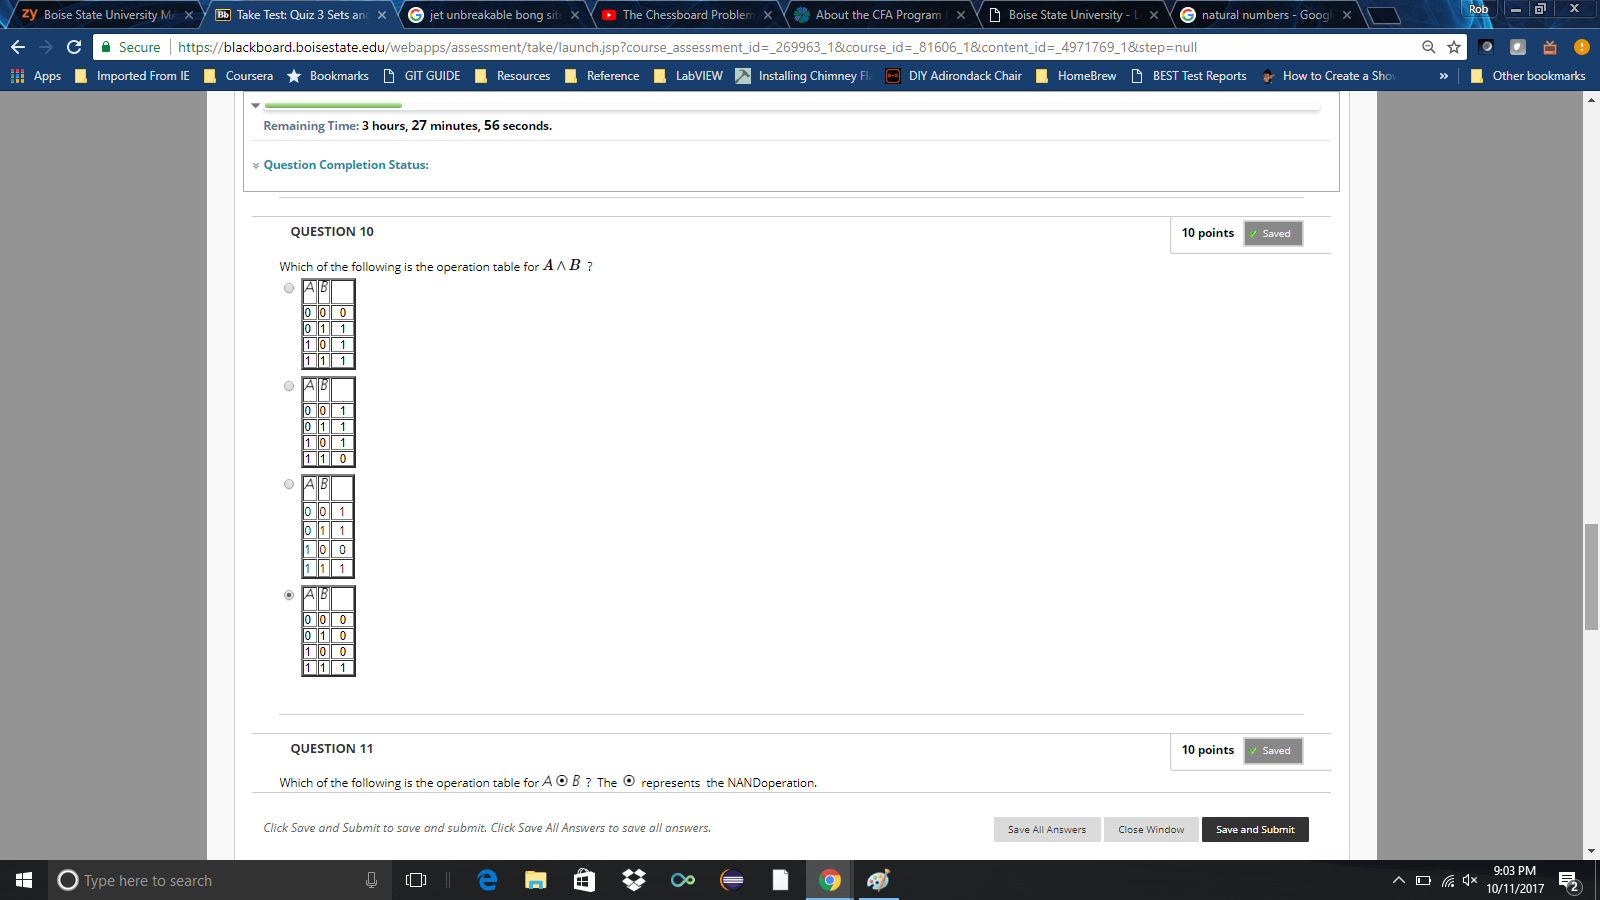 Rob
zy Boise State University M
Bb Take Test: Quiz 3 Sets an
jet unbreakable bong sit
The Chessboard Problem
About the CFA Program
Boise State University - L
natural numbers - Goog
Secure https://blackboard.boisestate.edu/webapps/assessment/take/launch.jsp?course_assessment_id=_269963_1&course_id=_81606_1&content_id=_4971769_1&step=null
Apps Imported From IE Coursera Bookmarks GIT GUIDE Resources Reference LabVIEW Installing Chimney Fl DIY Adirondack Chair HomeBrew BEST Test Reports How to Create a Sho » Other bookmarks
Remaining Time: 3 hours, 27 minutes, 56 seconds.
Question Completion Status:
QUESTION 10
10 points Saved
Which of the following is the operation table for A ∧ B ?
A B
0 0 0
0 1 1
1 0 1
1 1 1
A B
0 0 1
0 1 1
1 0 1
1 1 0
A B
0 0 1
0 1 1
1 0 0
1 1 1
A B
0 0 0
0 1 0
1 0 0
1 1 1
QUESTION 11
10 points Saved
Which of the following is the operation table for A ⊙ B ? The ⊙ represents the NANDoperation.
Click Save and Submit to save and submit. Click Save All Answers to save all answers.
Save All Answers Close Window Save and Submit
Type here to search
9:03 PM
10/11/2017
2